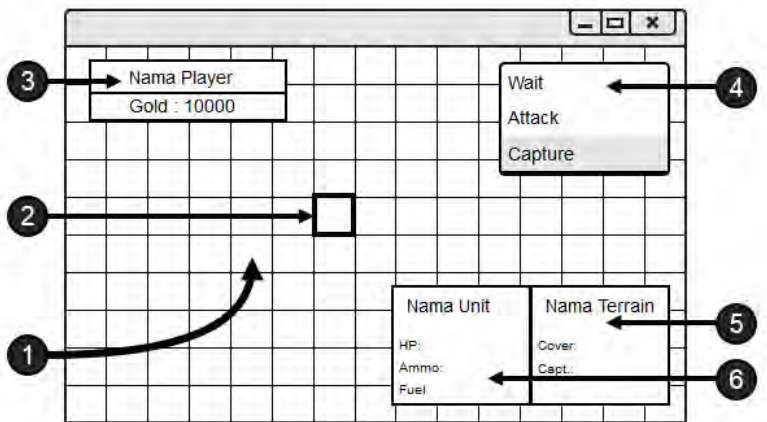 3
Nama Player
Gold : 10000
Wait
Attack
Capture
4
2
1
Nama Unit
HP:
Ammo:
Fuel
Nama Terrain
Cover:
Capt.:
5
6